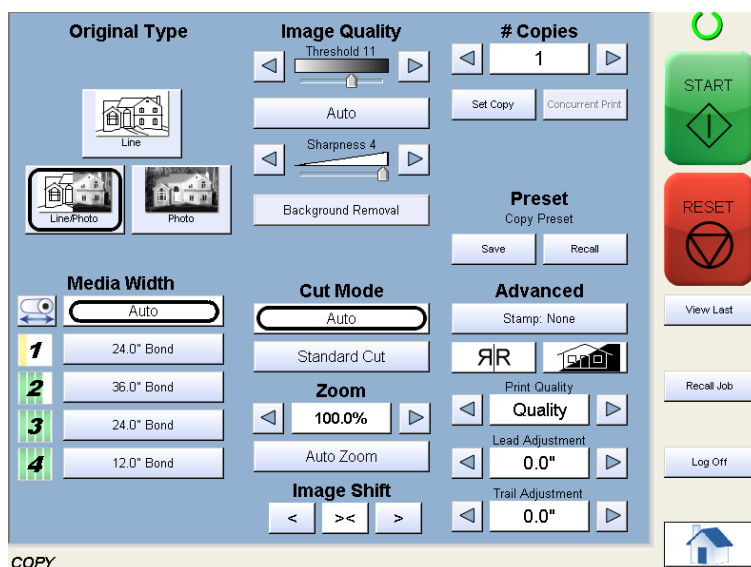 Original Type
Line
Line/Photo
Photo
Media Width
Auto
1
24.0" Bond
2
36.0" Bond
3
24.0" Bond
4
12.0" Bond
Image Quality
Threshold 11
Auto
Sharpness 4
Background Removal
Cut Mode
Auto
Standard Cut
Zoom
100.0%
Auto Zoom
Image Shift
<
><
>
# Copies
1
Set Copy
Concurrent Print
Preset
Copy Preset
Save
Recall
Advanced
Stamp: None
ЯR
Print Quality
Quality
Lead Adjustment
0.0"
Trail Adjustment
0.0"
START
RESET
View Last
Recall Job
Log Off
COPY